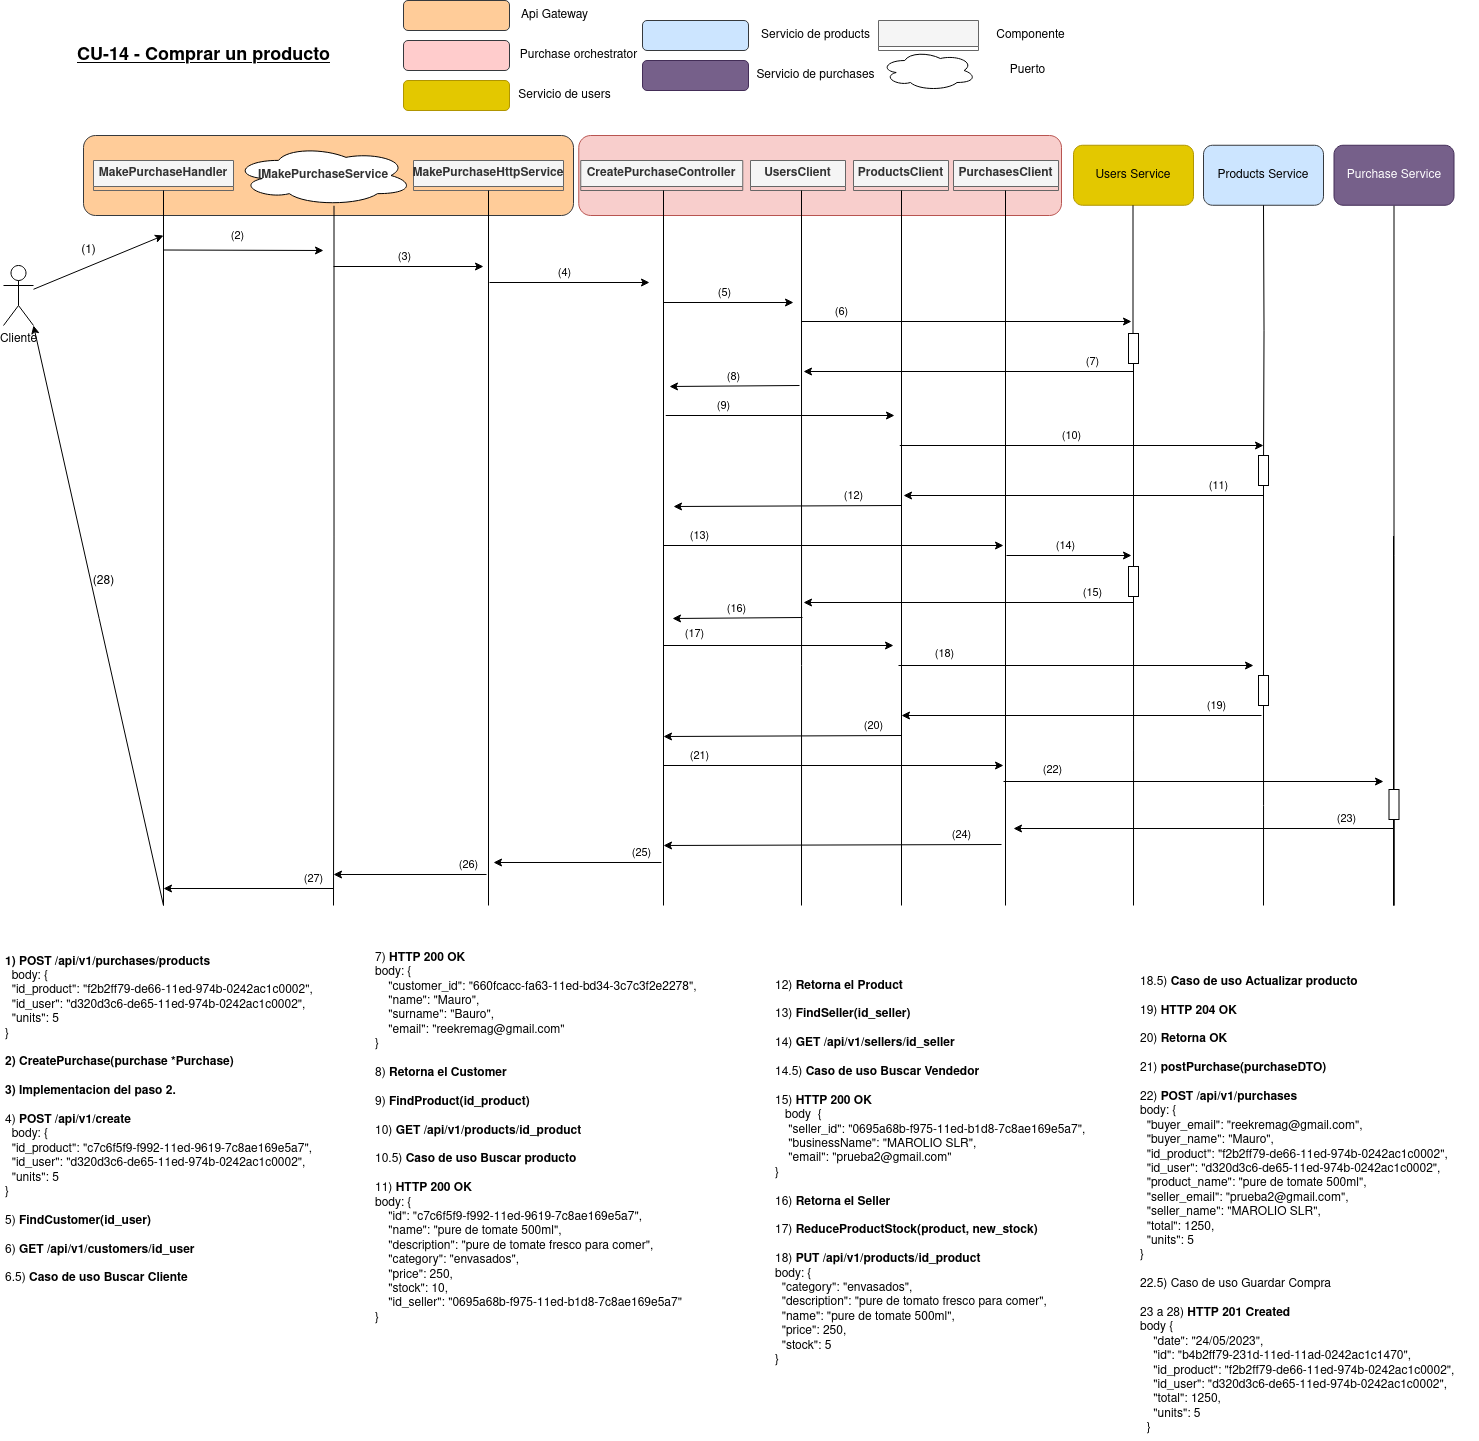 CU-14 - Comprar un producto
Api Gateway
Purchase orchestrator
Servicio de users
Servicio de products
Servicio de purchases
Componente
Puerto
MakePurchaseHandler
IMakePurchaseService
MakePurchaseHttpService
CreatePurchaseController
UsersClient
ProductsClient
PurchasesClient
Users Service
Products Service
Purchase Service
Cliente
(1)
(2)
(3)
(4)
(5)
(6)
(7)
(8)
(9)
(10)
(11)
(12)
(13)
(14)
(15)
(16)
(17)
(18)
(19)
(20)
(21)
(22)
(23)
(24)
(25)
(26)
(27)
(28)
1) POST /api/v1/purchases/products
body: {
"id_product": "f2b2ff79-de66-11ed-974b-0242ac1c0002",
"id_user": "d320d3c6-de65-11ed-974b-0242ac1c0002",
"units": 5
}
2) CreatePurchase(purchase *Purchase)
3) Implementacion del paso 2.
4) POST /api/v1/create
body: {
"id_product": "c7c6f5f9-f992-11ed-9619-7c8ae169e5a7",
"id_user": "d320d3c6-de65-11ed-974b-0242ac1c0002",
"units": 5
}
5) FindCustomer(id_user)
6) GET /api/v1/customers/id_user
6.5) Caso de uso Buscar Cliente
7) HTTP 200 OK
body: {
"customer_id": "660fcacc-fa63-11ed-bd34-3c7c3f2e2278",
"name": "Mauro",
"surname": "Bauro",
"email": "reekremag@gmail.com"
}
8) Retorna el Customer
9) FindProduct(id_product)
10) GET /api/v1/products/id_product
10.5) Caso de uso Buscar producto
11) HTTP 200 OK
body: {
"id": "c7c6f5f9-f992-11ed-9619-7c8ae169e5a7",
"name": "pure de tomate 500ml",
"description": "pure de tomate fresco para comer",
"category": "envasados",
"price": 250,
"stock": 10,
"id_seller": "0695a68b-f975-11ed-b1d8-7c8ae169e5a7"
}
12) Retorna el Product
13) FindSeller(id_seller)
14) GET /api/v1/sellers/id_seller
14.5) Caso de uso Buscar Vendedor
15) HTTP 200 OK
body {
"seller_id": "0695a68b-f975-11ed-b1d8-7c8ae169e5a7",
"businessName": "MAROLIO SLR",
"email": "prueba2@gmail.com"
}
16) Retorna el Seller
17) ReduceProductStock(product, new_stock)
18) PUT /api/v1/products/id_product
body: {
"category": "envasados",
"description": "pure de tomato fresco para comer",
"name": "pure de tomate 500ml",
"price": 250,
"stock": 5
}
18.5) Caso de uso Actualizar producto
19) HTTP 204 OK
20) Retorna OK
21) postPurchase(purchaseDTO)
22) POST /api/v1/purchases
body: {
"buyer_email": "reekremag@gmail.com",
"buyer_name": "Mauro",
"id_product": "f2b2ff79-de66-11ed-974b-0242ac1c0002",
"id_user": "d320d3c6-de65-11ed-974b-0242ac1c0002",
"product_name": "pure de tomate 500ml",
"seller_email": "prueba2@gmail.com",
"seller_name": "MAROLIO SLR",
"total": 1250,
"units": 5
}
22.5) Caso de uso Guardar Compra
23 a 28) HTTP 201 Created
body {
"date": "24/05/2023",
"id": "b4b2ff79-231d-11ed-11ad-0242ac1c1470",
"id_product": "f2b2ff79-de66-11ed-974b-0242ac1c0002",
"id_user": "d320d3c6-de65-11ed-974b-0242ac1c0002",
"total": 1250,
"units": 5
}